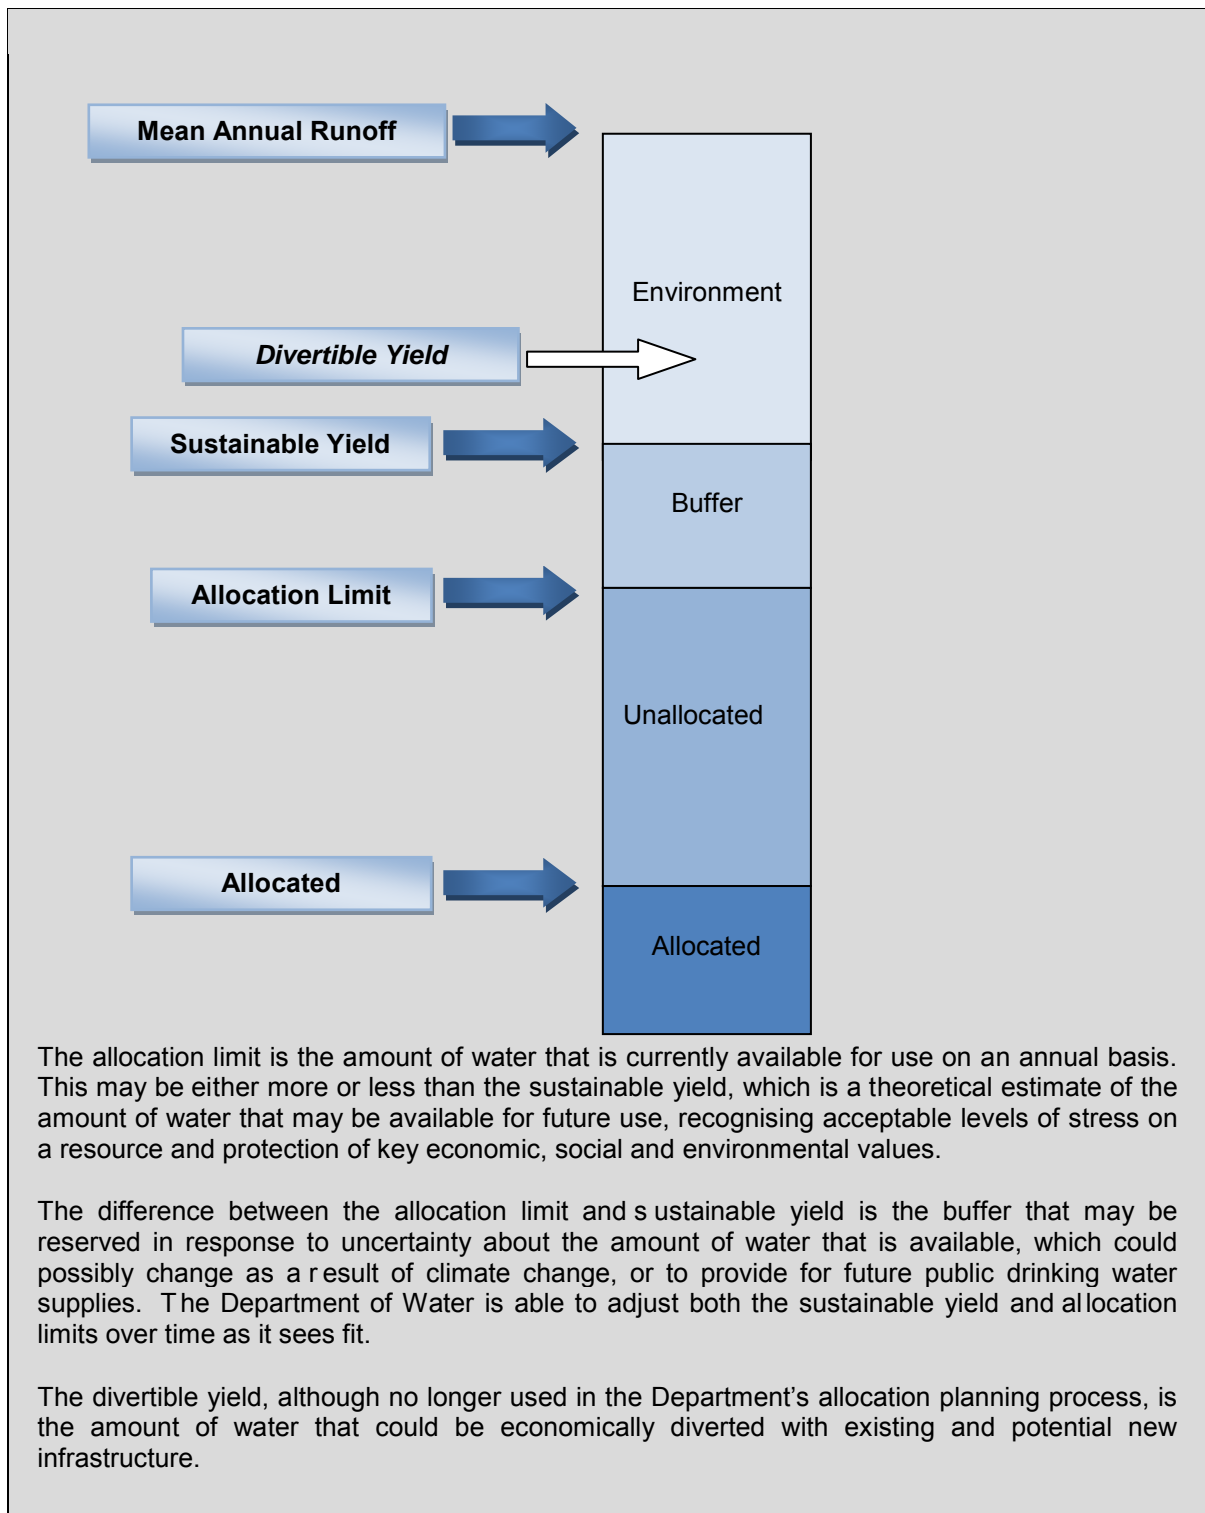 Mean Annual Runoff
Environment
Divertible Yield
Sustainable Yield
Buffer
Allocation Limit
Unallocated
Allocated
Allocated
The allocation limit is the amount of water that is currently available for use on an annual basis.
This may be either more or less than the sustainable yield, which is a theoretical estimate of the
amount of water that may be available for future use, recognising acceptable levels of stress on
a resource and protection of key economic, social and environmental values.
The difference between the allocation limit and s ustainable yield is the buffer that may be
reserved in response to uncertainty about the amount of water that is available, which could
possibly change as a r esult of climate change, or to provide for future public drinking water
supplies. T he Department of Water is able to adjust both the sustainable yield and al location
limits over time as it sees fit.
The divertible yield, although no longer used in the Department's allocation planning process, is
the amount of water that could be economically diverted with existing and potential new
infrastructure.